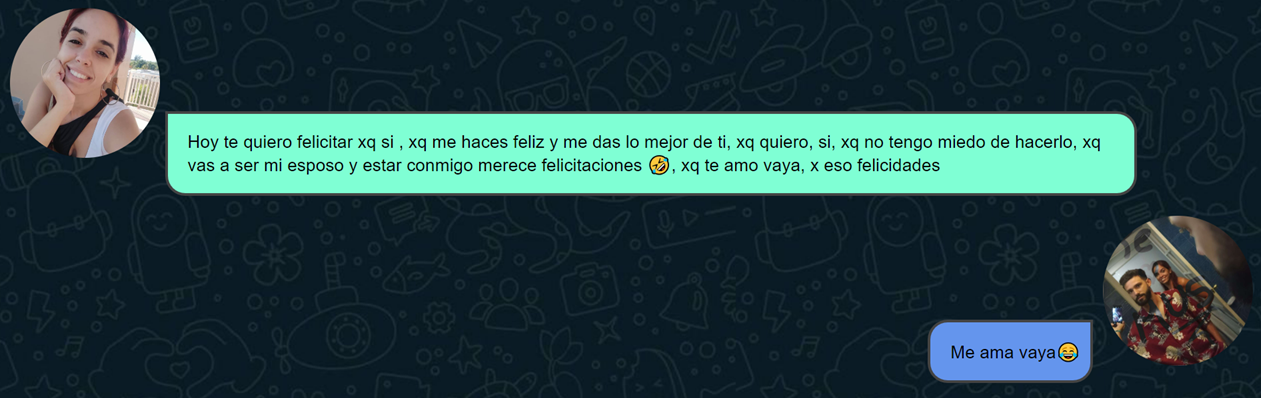 Hoy te quiero felicitar xq si , xq me haces feliz y me das lo mejor de ti, xq quiero, si, xq no tengo miedo de hacerlo, xq
vas a ser mi esposo y estar conmigo merece felicitaciones 🤣, xq te amo vaya, x eso felicidades
Me ama vaya😂